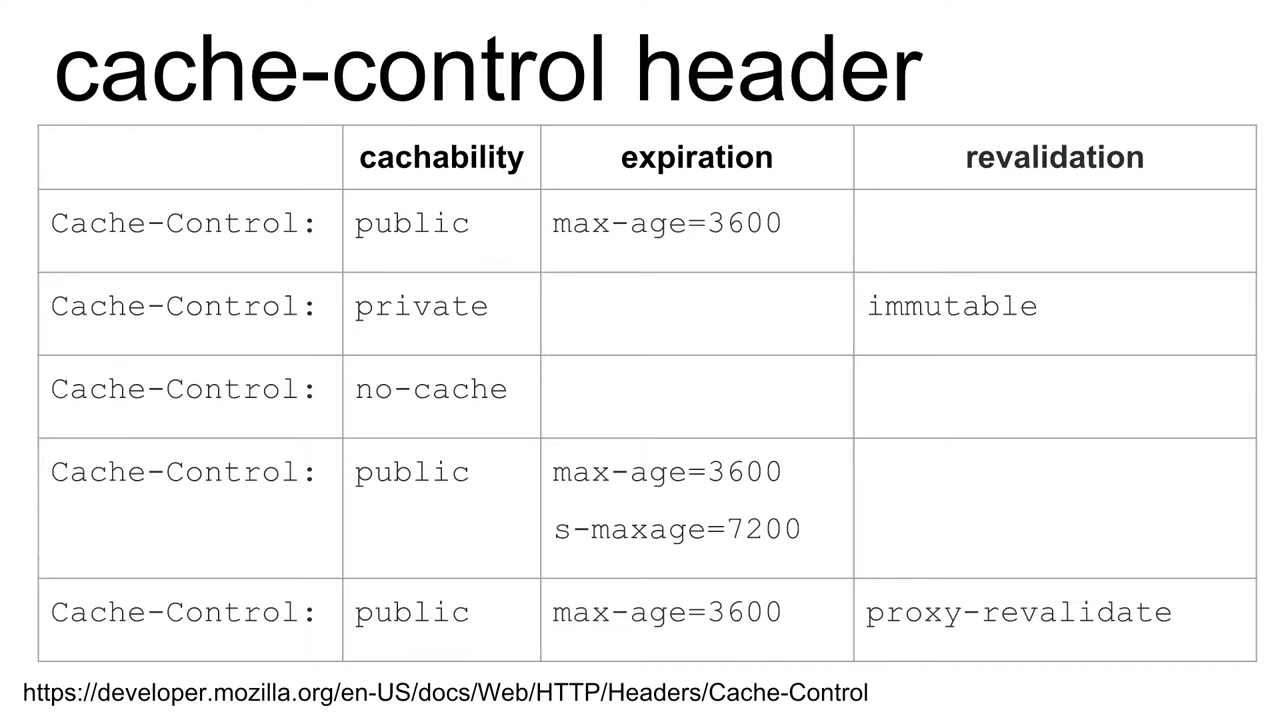 cache-control header
cachability expiration revalidation
Cache-Control: public max-age=3600
Cache-Control: private immutable
Cache-Control: no-cache
Cache-Control: public max-age=3600
s-maxage=7200
Cache-Control: public max-age=3600 proxy-revalidate
https://developer.mozilla.org/en-US/docs/Web/HTTP/Headers/Cache-Control